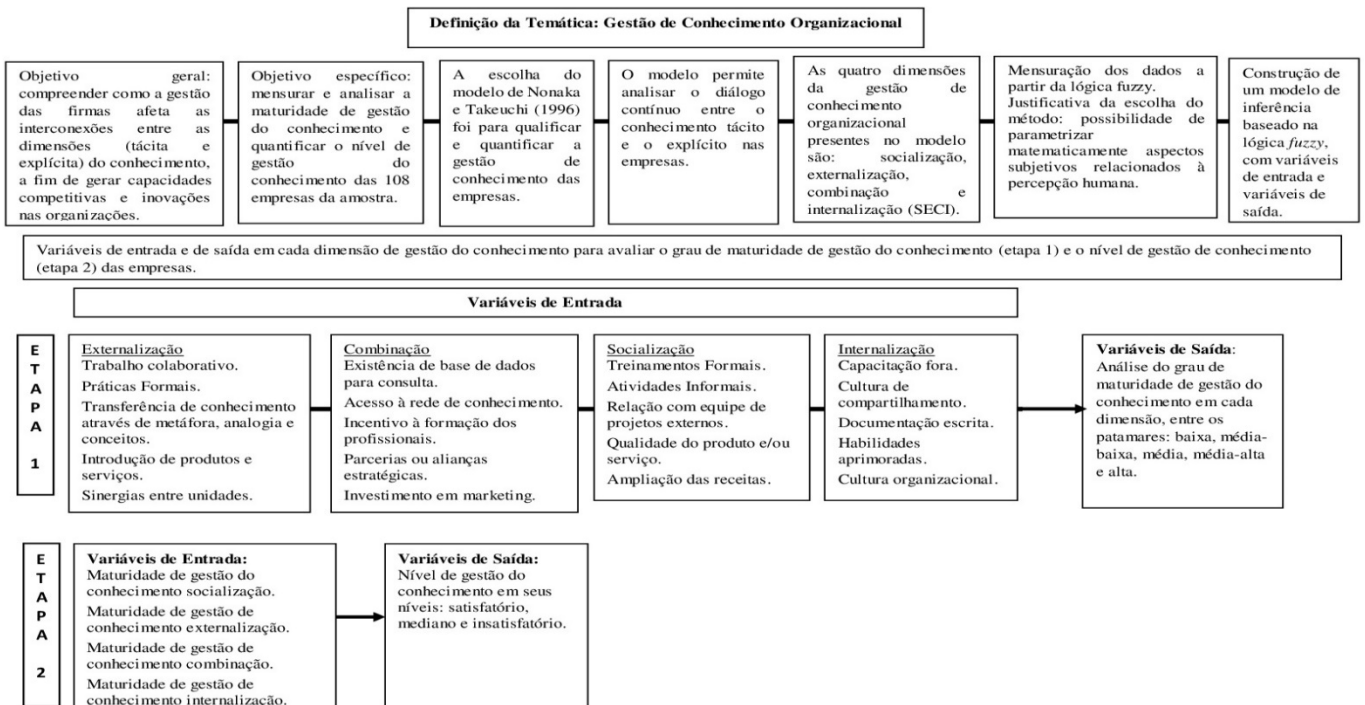 Definição da Temática: Gestão de Conhecimento Organizacional
Objetivo geral:
compreender como a gestão
das firmas afeta as
interconexões entre as
dimensões (tácita e
explícita) do conhecimento,
a fim de gerar capacidades
competitivas e inovações
nas organizações.
Objetivo específico:
mensurar e analisar a
maturidade de gestão
do conhecimento e
quantificar o nível de
gestão do
conhecimento das 108
empresas da amostra.
A escolha do
modelo de Nonaka
e Takeuchi (1996)
foi para qualificar
e quantificar a
gestão de
conhecimento das
empresas.
O modelo permite
analisar o diálogo
contínuo entre o
conhecimento tácito
e o explícito nas
empresas.
As quatro dimensões
da gestão de
conhecimento
organizacional
presentes no modelo
são: socialização,
externalização,
combinação e
internalização (SECI).
Mensuração dos dados a
partir da lógica fuzzy.
Justificativa da escolha do
método: possibilidade de
parametrizar
matematicamente aspectos
subjetivos relacionados à
percepção humana.
Construção de
um modelo de
inferência
baseado na
lógica fuzzy,
com variáveis
de entrada e
variáveis de
saída.
Variáveis de entrada e de saída em cada dimensão de gestão do conhecimento para avaliar o grau de maturidade de gestão do conhecimento (etapa 1) e o nível de gestão de conhecimento
(etapa 2) das empresas.
Variáveis de Entrada
E
T
A
P
A
1
Externalização
Trabalho colaborativo.
Práticas Formais.
Transferência de conhecimento
através de metáfora, analogia e
conceitos.
Introdução de produtos e
serviços.
Sinergias entre unidades.
Combinação
Existência de base de dados
para consulta.
Acesso à rede de conhecimento.
Incentivo à formação dos
profissionais.
Parcerias ou alianças
estratégicas.
Investimento em marketing.
Socialização
Treinamentos Formais.
Atividades Informais.
Relação com equipe de
projetos externos.
Qualidade do produto e/ou
serviço.
Ampliação das receitas.
Internalização
Capacitação fora.
Cultura de
compartilhamento.
Documentação escrita.
Habilidades
aprimoradas.
Cultura organizacional.
Variáveis de Saída:
Análise do grau de
maturidade de gestão do
conhecimento em cada
dimensão, entre os
patamares: baixa, média-
baixa, média, média-alta
e alta.
E
T
A
P
A
2
Variáveis de Entrada:
Maturidade de gestão do
conhecimento socialização.
Maturidade de gestão de
conhecimento externalização.
Maturidade de gestão de
conhecimento combinação.
Maturidade de gestão de
conhecimento internalização.
Variáveis de Saída:
Nível de gestão do
conhecimento em seus
níveis: satisfatório,
mediano e insatisfatório.